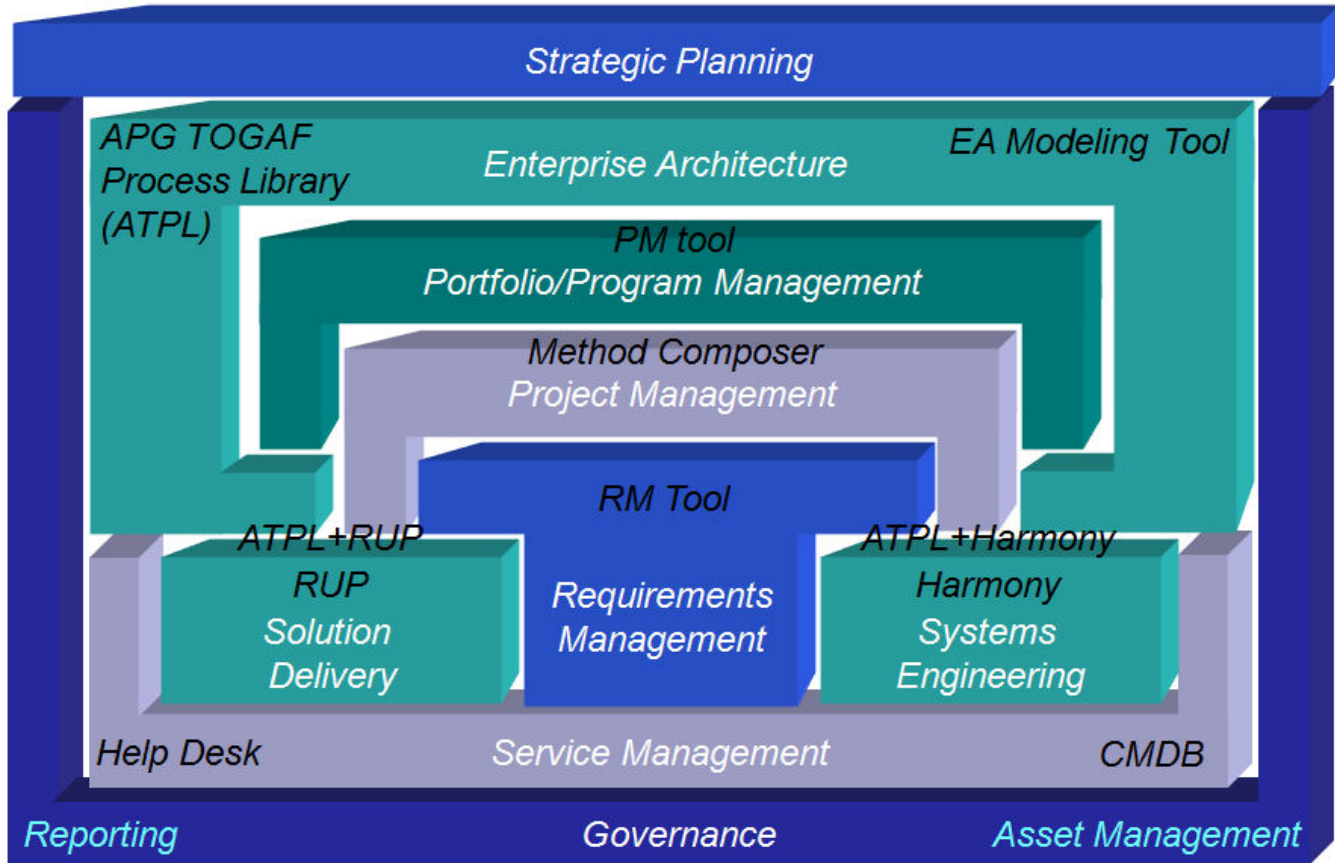 Strategic Planning
APG TOGAF
Process Library
(ATPL)
Enterprise Architecture
EA Modeling Tool
PM tool
Portfolio/Program Management
Method Composer
Project Management
RM Tool
Requirements
Management
ATPL+RUP
RUP
Solution
Delivery
ATPL+Harmony
Harmony
Systems
Engineering
Help Desk
Service Management
CMDB
Reporting
Governance
Asset Management